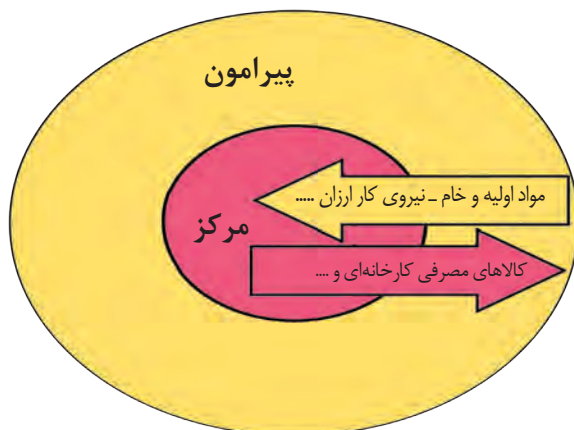 پیرامون
مواد اولیه و خام ـ نیروی کار ارزان .....
مرکز
کالاهای مصرفی کارخانه‌ای و ....